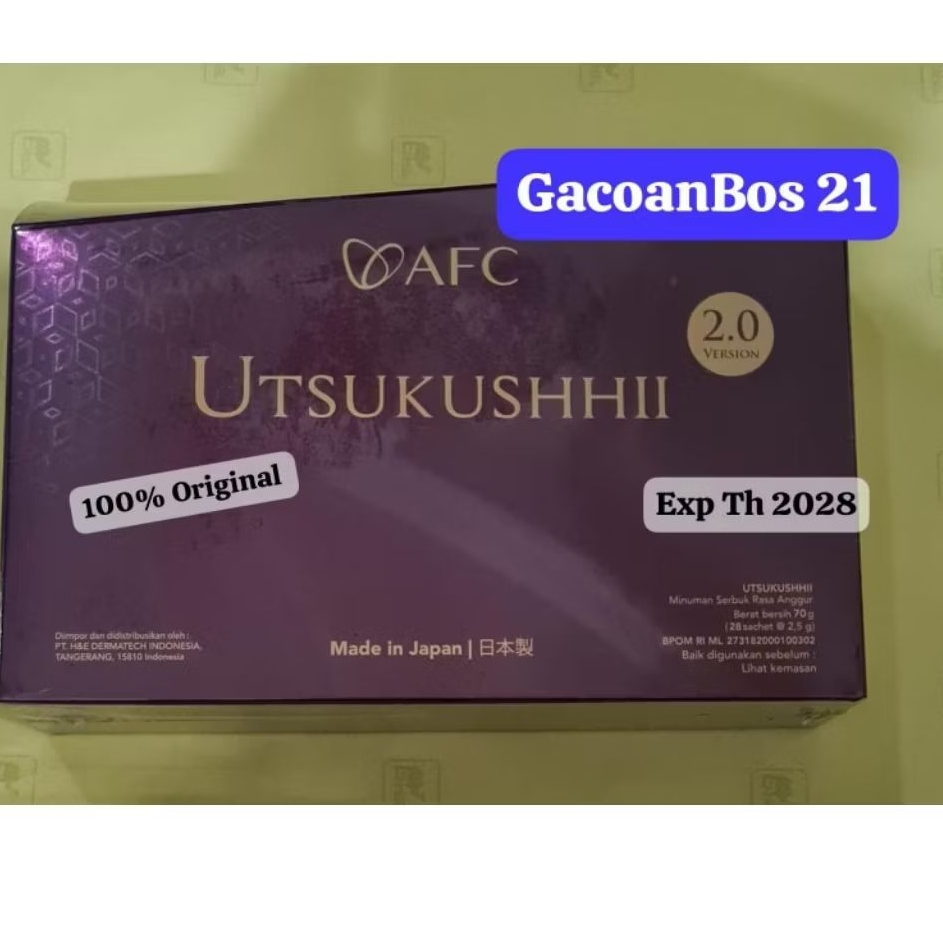 GacoanBos 21
AFC
2.0
VERSION
UTSUKUSHHII
100% Original
Exp Th 2028
UTSUKUSHHII
Minuman Serbuk Rasa Anggur
Berat bersih 70 g
(28 sachet @ 2,5 g)
BPOM RI ML 273182000100302
Baik digunakan sebelum :
Lihat kemasan
Diimpor dan didistribusikan oleh :
PT. H&E DERMATECH INDONESIA,
TANGERANG, 15810 Indonesia
Made in Japan | 日本製